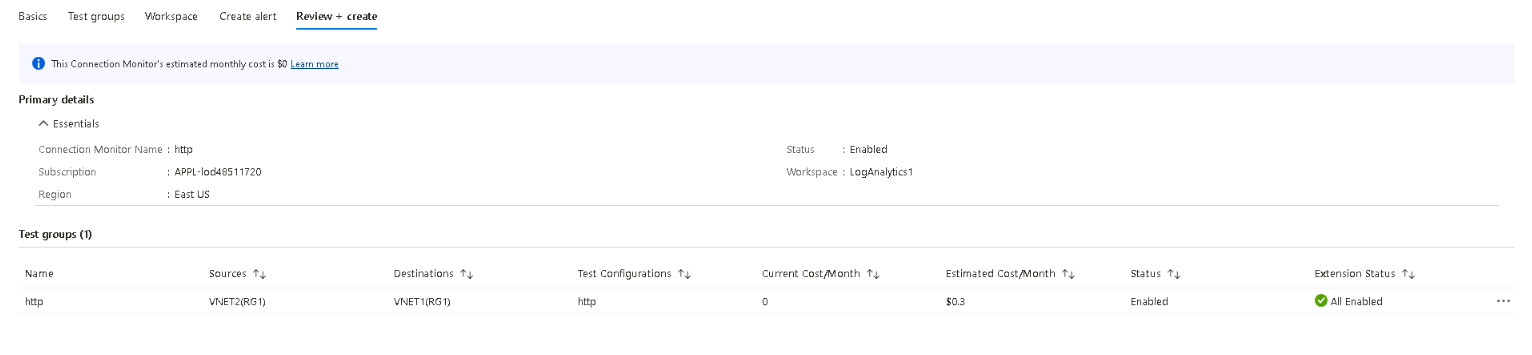 Basics Test groups Workspace Create alert Review + create
This Connection Monitor's estimated monthly cost is $0 Learn more
Primary details
Essentials
Connection Monitor Name : http Status : Enabled
Subscription : APPL-lod48511720 Workspace : LogAnalytics1
Region : East US
Test groups (1)
Name Sources ↑↓ Destinations ↑↓ Test Configurations ↑↓ Current Cost/Month ↑↓ Estimated Cost/Month ↑↓ Status ↑↓ Extension Status ↑↓
http VNET2(RG1) VNET1(RG1) http 0 $0.3 Enabled All Enabled ...